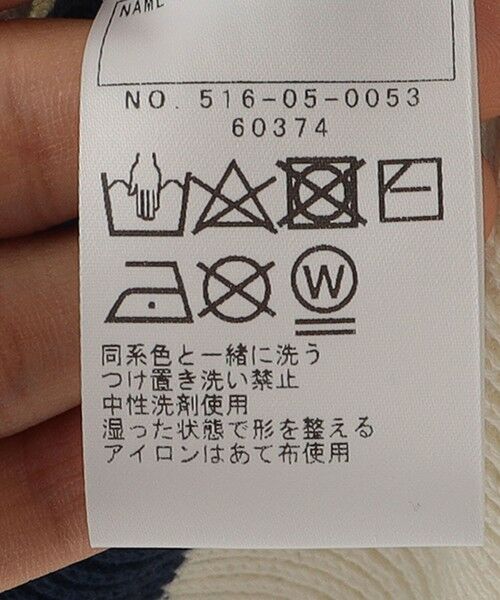 NAME
NO. 516-05-0053
60374
W
同系色と一緒に洗う
つけ置き洗い禁止
中性洗剤使用
湿った状態で形を整える
アイロンはあて布使用